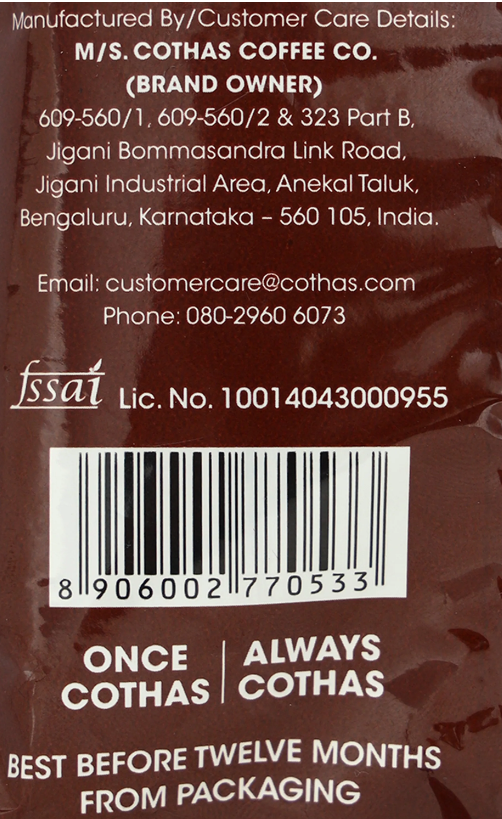 Manufactured By/Customer Care Details:
M/S. COTHAS COFFEE CO.
(BRAND OWNER)
609-560/1, 609-560/2 & 323 Part B,
Jigani Bommasandra Link Road,
Jigani Industrial Area, Anekal Taluk,
Bengaluru, Karnataka – 560 105, India.
Email: customercare@cothas.com
Phone: 080-2960 6073
fssai Lic. No. 10014043000955
8 906002 770533
ONCE COTHAS | ALWAYS COTHAS
BEST BEFORE TWELVE MONTHS
FROM PACKAGING